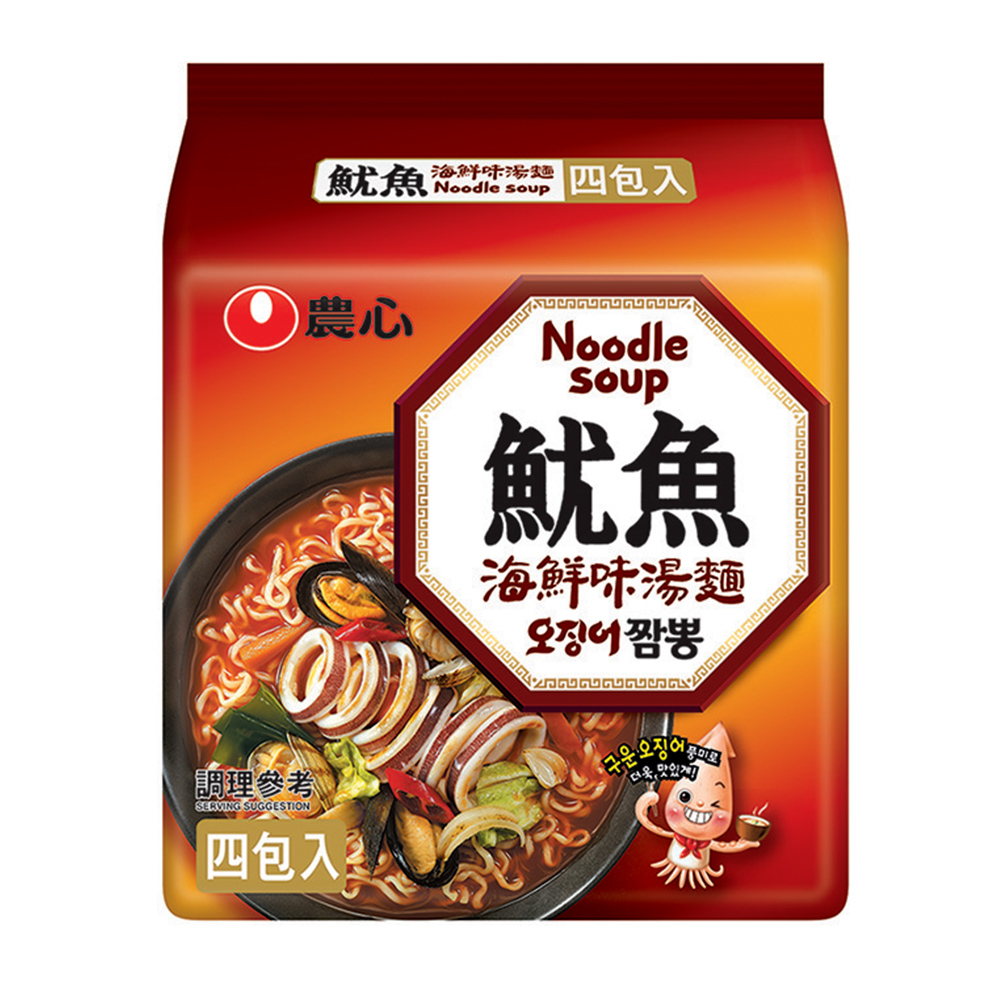 魷魚 海鮮味湯麵 四包入
Noodle soup
農心
Noodle
soup
魷魚
海鮮味湯麵
오징어짬뽕
구운오징어풍미로
더욱, 맛있게!
調理參考
SERVING SUGGESTION
四包入